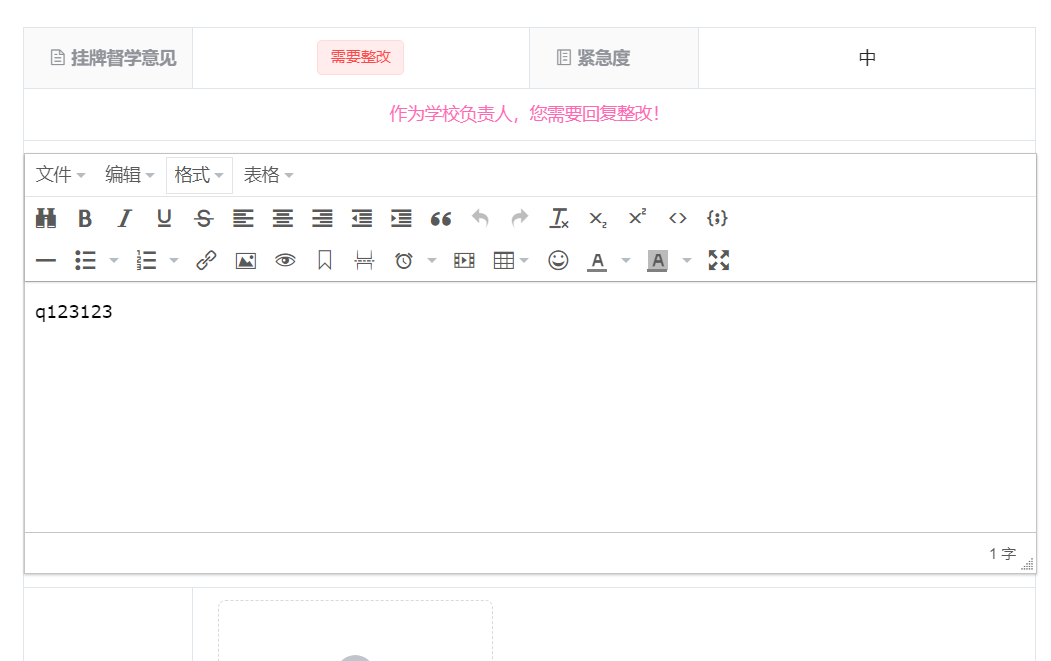 挂牌督学意见 需要整改 紧急度 中
作为学校负责人，您需要回复整改！
文件 编辑 格式 表格
q123123
1 字